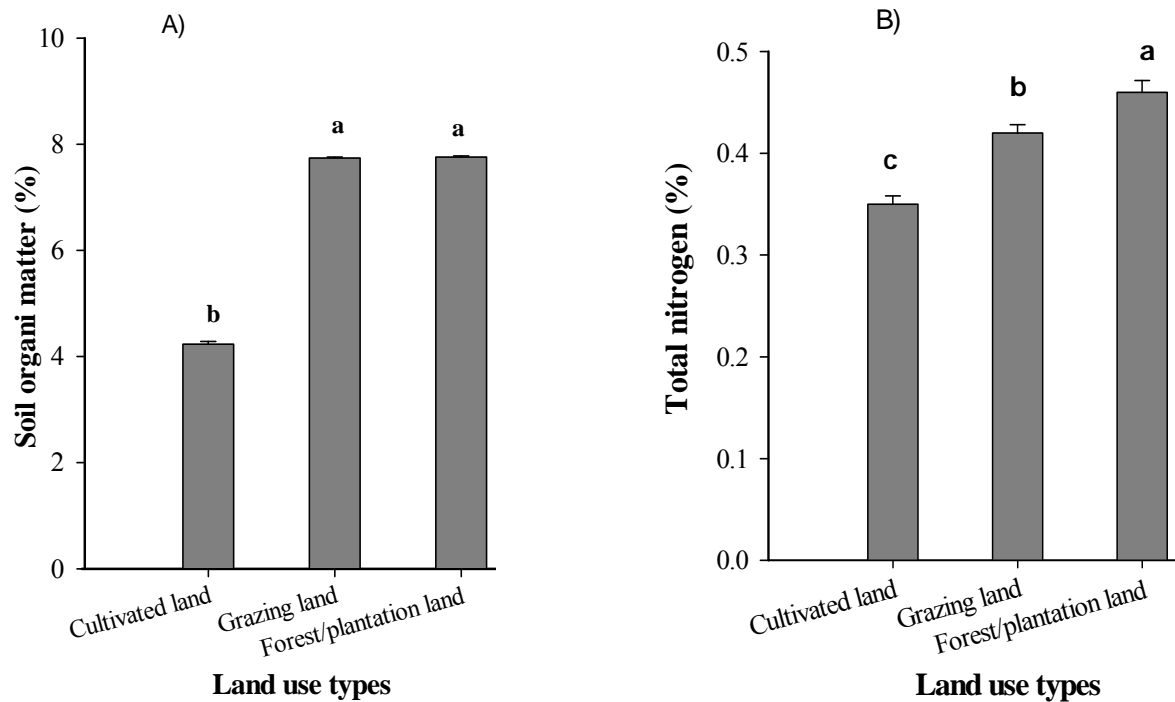 A)
Soil organi matter (%)
10
8
6
4
2
0
b
a
a
Cultivated land
Grazing land
Forest/plantation land
Land use types
B)
Total nitrogen (%)
0.5
0.4
0.3
0.2
0.1
0.0
c
b
a
Cultivated land
Grazing land
Forest/plantation land
Land use types